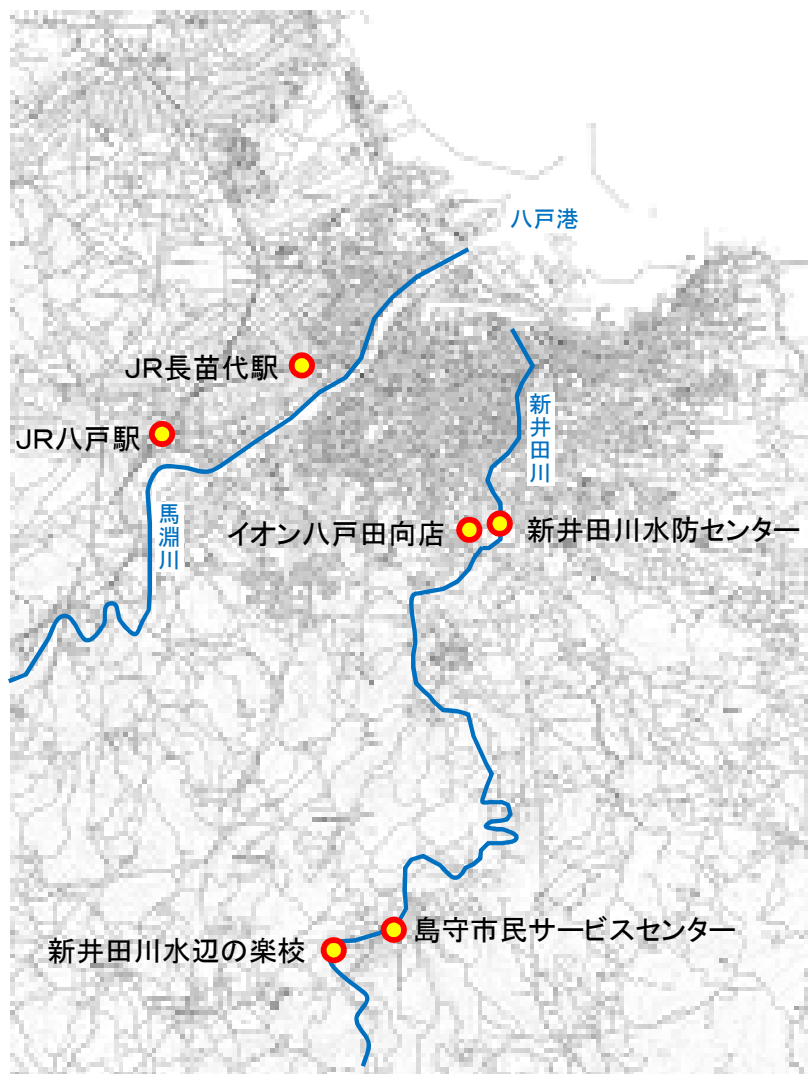 八戸港
JR長苗代駅
新井田川
JR八戸駅
馬淵川
イオン八戸田向店
新井田川水防センター
島守市民サービスセンター
新井田川水辺の楽校